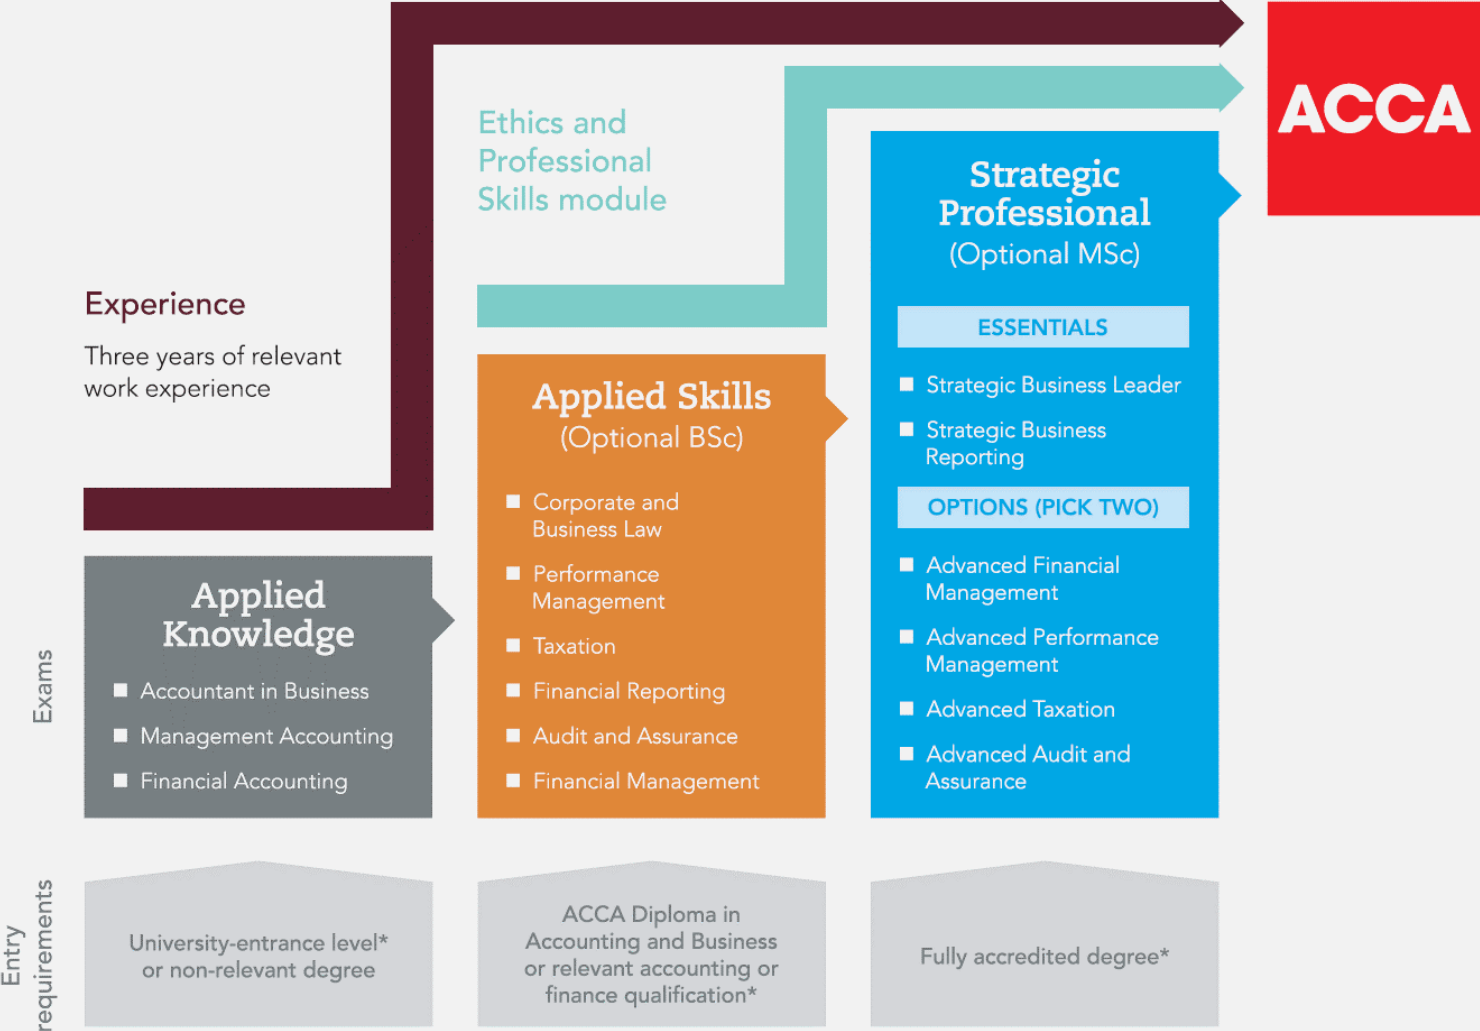 ACCA
Ethics and
Professional
Skills module
Experience
Three years of relevant
work experience
Exams
Applied
Knowledge
Accountant in Business
Management Accounting
Financial Accounting
Applied Skills
(Optional BSc)
Corporate and
Business Law
Performance
Management
Taxation
Financial Reporting
Audit and Assurance
Financial Management
Strategic
Professional
(Optional MSc)
ESSENTIALS
Strategic Business Leader
Strategic Business
Reporting
OPTIONS (PICK TWO)
Advanced Financial
Management
Advanced Performance
Management
Advanced Taxation
Advanced Audit and
Assurance
Entry
requirements
University-entrance level*
or non-relevant degree
ACCA Diploma in
Accounting and Business
or relevant accounting or
finance qualification*
Fully accredited degree*